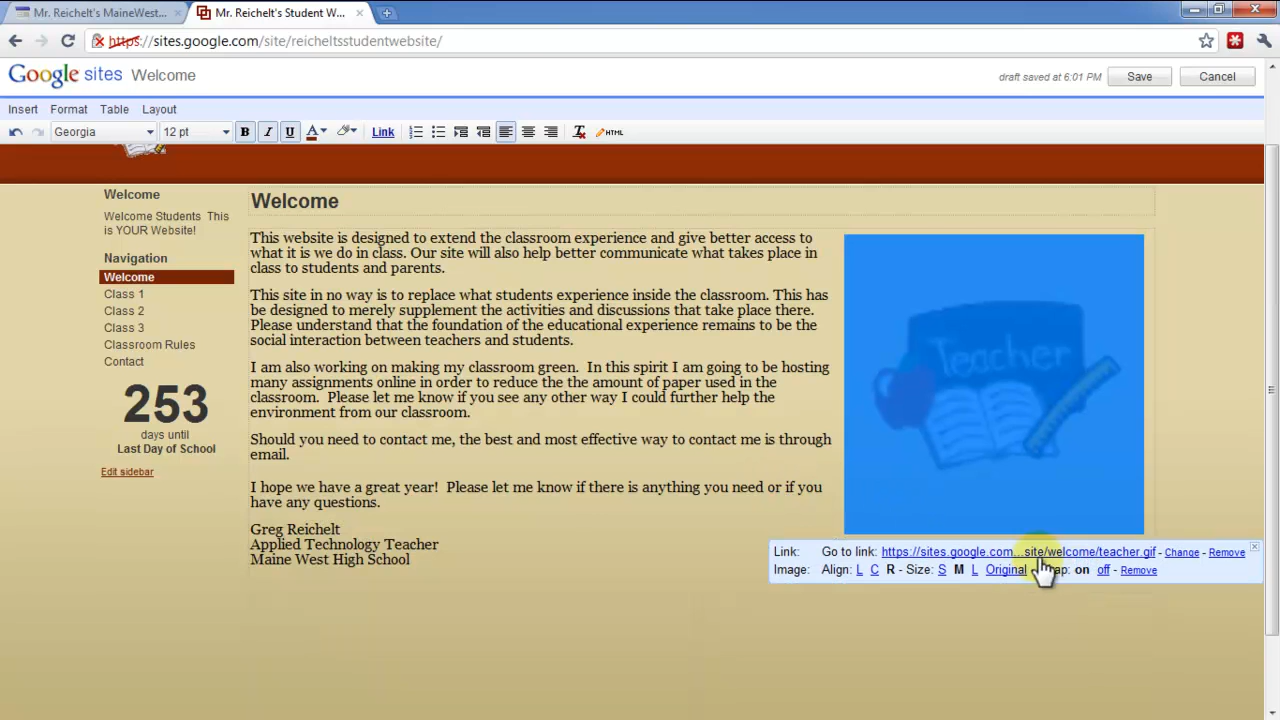 Mr. Reichelt's MaineWest...
Mr. Reichelt's Student W...
https://sites.google.com/site/reicheltsstudentwebsite/
Google sites Welcome
draft saved at 6:01 PM Save Cancel
Insert Format Table Layout
Georgia 12 pt B I U A Link HTML
Welcome
Welcome Students This
is YOUR Website!
Navigation
Welcome
Class 1
Class 2
Class 3
Classroom Rules
Contact
253
days until
Last Day of School
Edit sidebar
Welcome
This website is designed to extend the classroom experience and give better access to
what it is we do in class. Our site will also help better communicate what takes place in
class to students and parents.
This site in no way is to replace what students experience inside the classroom. This has
be designed to merely supplement the activities and discussions that take place there.
Please understand that the foundation of the educational experience remains to be the
social interaction between teachers and students.
I am also working on making my classroom green. In this spirit I am going to be hosting
many assignments online in order to reduce the the amount of paper used in the
classroom. Please let me know if you see any other way I could further help the
environment from our classroom.
Should you need to contact me, the best and most effective way to contact me is through
email.
I hope we have a great year! Please let me know if there is anything you need or if you
have any questions.
Greg Reichelt
Applied Technology Teacher
Maine West High School
Teacher
Link: Go to link: https://sites.google.com...site/welcome/teacher.gif - Change - Remove
Image: Align: L C R - Size: S M L Original on off - Remove